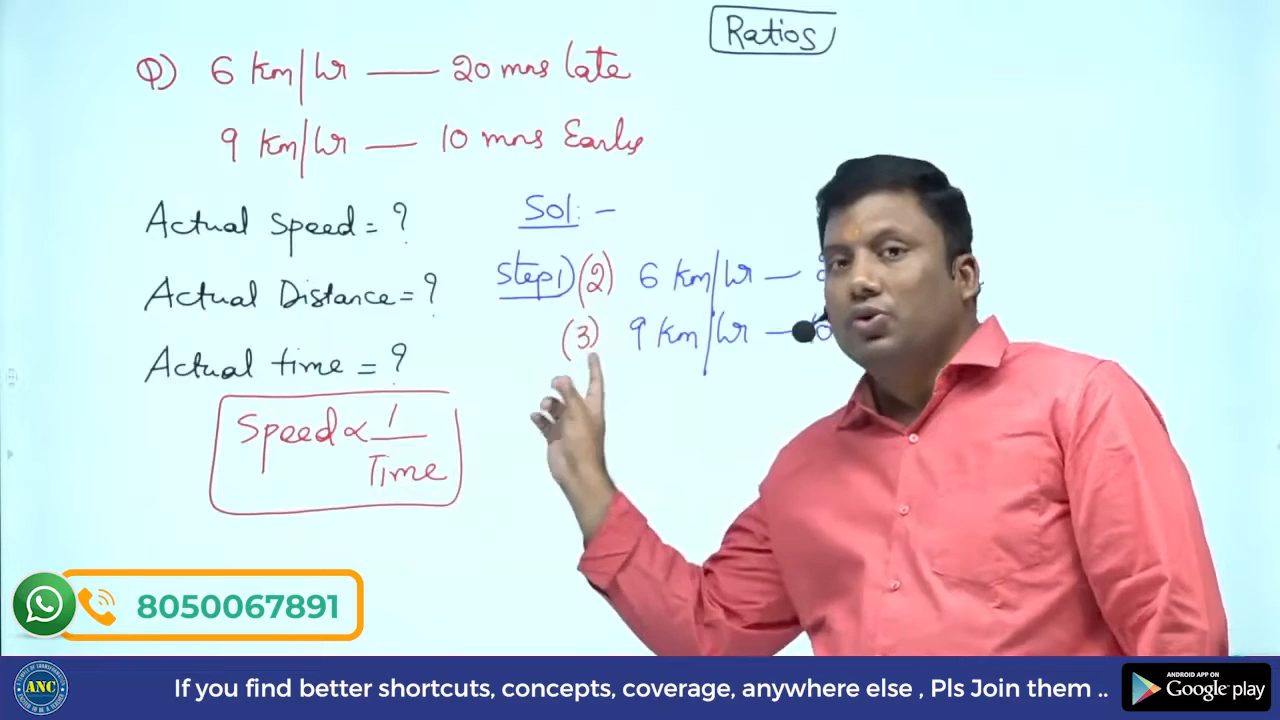 Ratios
Q) 6 Km/hr — 20 mns late
9 Km/hr — 10 mns Early
Actual Speed = ?
Actual Distance = ?
Actual time = ?
Speed ∝ 1/Time
Sol: -
Step1) (2) 6 Km/hr —
(3) 9 Km/hr — 10
8050067891
ANC
If you find better shortcuts, concepts, coverage, anywhere else , Pls Join them ..
ANDROID APP ON
Google play